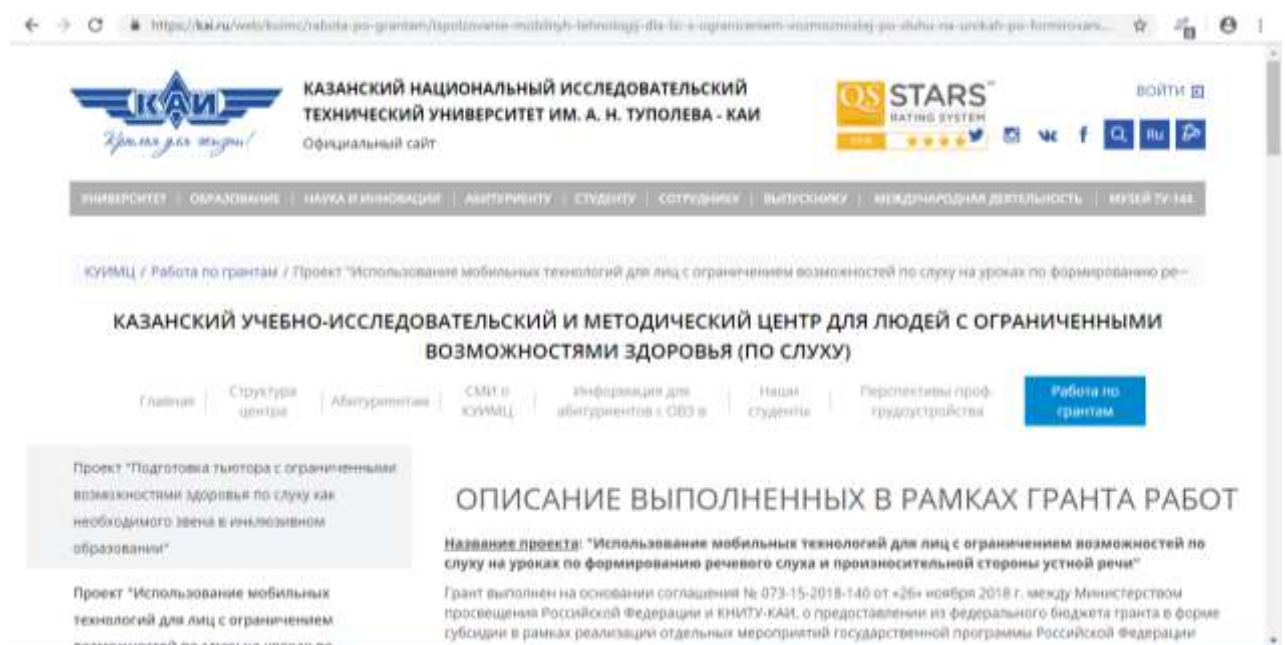 КАИ
Крылья для жизни!
КАЗАНСКИЙ НАЦИОНАЛЬНЫЙ ИССЛЕДОВАТЕЛЬСКИЙ
ТЕХНИЧЕСКИЙ УНИВЕРСИТЕТ ИМ. А. Н. ТУПОЛЕВА - КАИ
Официальный сайт
QS STARS
RATING SYSTEM
ВОЙТИ
Ru
УНИВЕРСИТЕТ | ОБРАЗОВАНИЕ | НАУКА И ИННОВАЦИИ | АБИТУРИЕНТУ | СТУДЕНТУ | СОТРУДНИКУ | ВЫПУСКНИКУ | МЕЖДУНАРОДНАЯ ДЕЯТЕЛЬНОСТЬ | МУЗЕЙ ТУ-144
КУИМЦ / Работа по грантам / Проект "Использование мобильных технологий для лиц с ограничением возможностей по слуху на уроках по формированию ре...
КАЗАНСКИЙ УЧЕБНО-ИССЛЕДОВАТЕЛЬСКИЙ И МЕТОДИЧЕСКИЙ ЦЕНТР ДЛЯ ЛЮДЕЙ С ОГРАНИЧЕННЫМИ
ВОЗМОЖНОСТЯМИ ЗДОРОВЬЯ (ПО СЛУХУ)
Главная | Структура центра | Абитуриентам | СМИ о КУИМЦ | Информация для абитуриентов с ОВЗ и | Наши студенты | Перспективы проф. трудоустройства
Работа по грантам
Проект "Подготовка тьютора с ограниченными
возможностями здоровья по слуху как
необходимого звена в инклюзивном
образовании"
Проект "Использование мобильных
технологий для лиц с ограничением
ОПИСАНИЕ ВЫПОЛНЕННЫХ В РАМКАХ ГРАНТА РАБОТ
Название проекта: "Использование мобильных технологий для лиц с ограничением возможностей по
слуху на уроках по формированию речевого слуха и произносительной стороны устной речи"
Грант выполнен на основании соглашения № 073-15-2018-140 от «26» ноября 2018 г. между Министерством
просвещения Российской Федерации и КНИТУ-КАИ, о предоставлении из федерального бюджета гранта в форме
субсидии в рамках реализации отдельных мероприятий государственной программы Российской Федерации